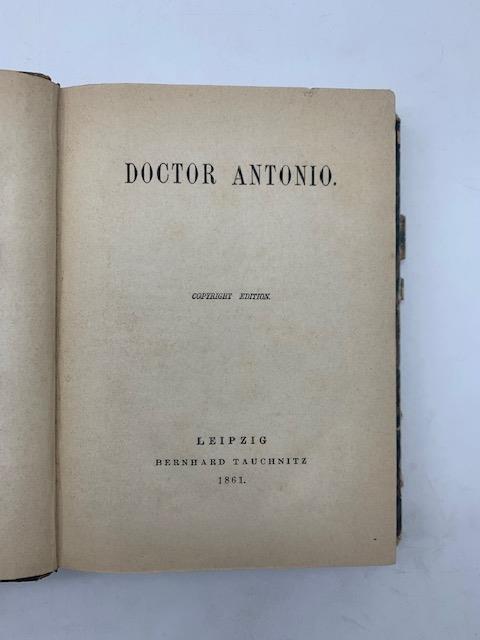 DOCTOR ANTONIO.
COPYRIGHT EDITION.
LEIPZIG
BERNHARD TAUCHNITZ
1861.